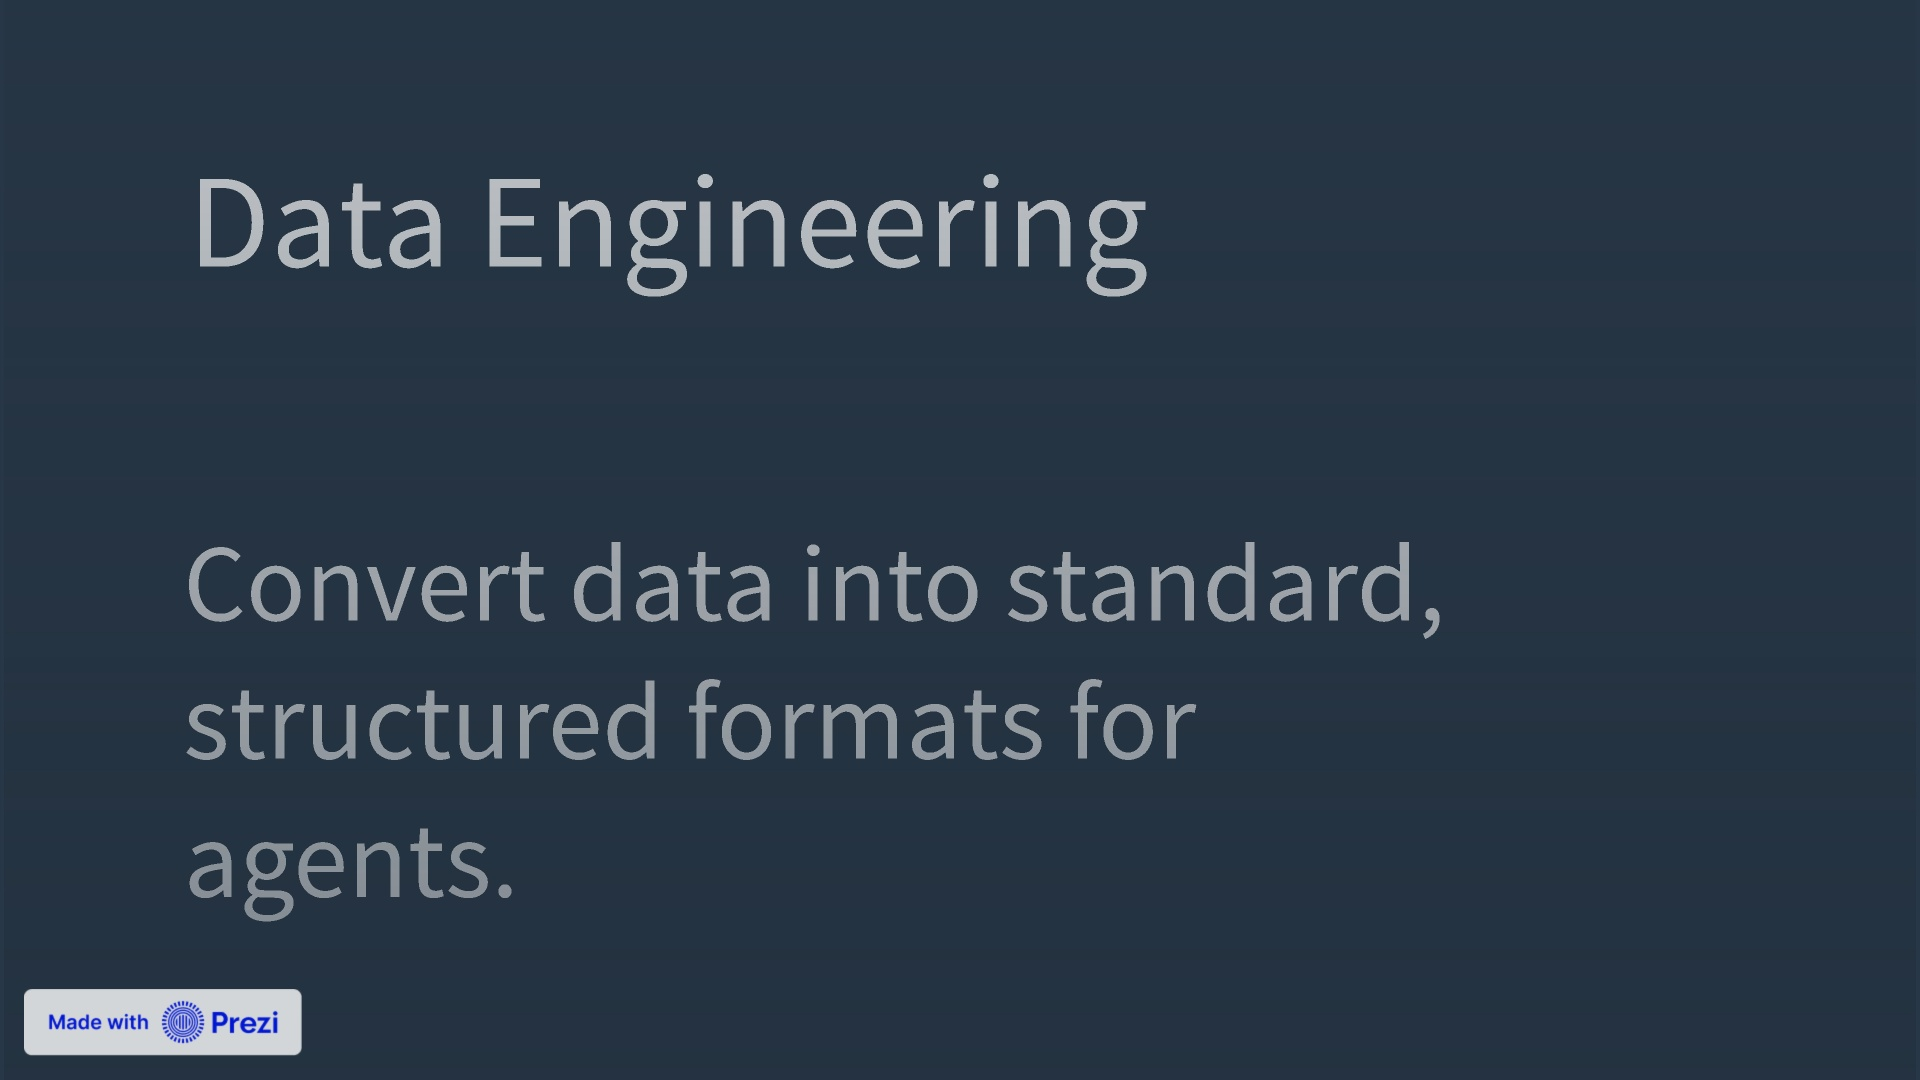 Data Engineering
Convert data into standard,
structured formats for
agents.
Made with Prezi